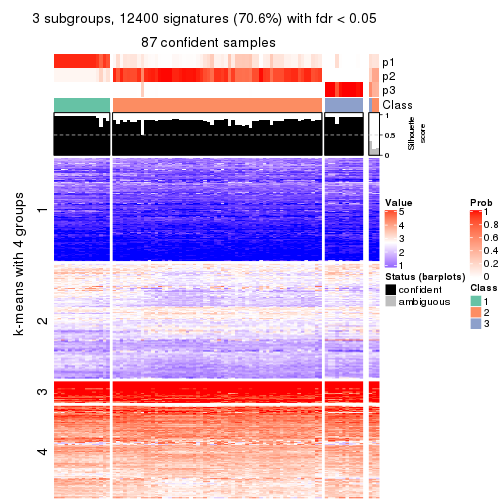 3 subgroups, 12400 signatures (70.6%) with fdr < 0.05
87 confident samples
p1
p2
p3
Class
1
0.5
0
Silhouette
score
k-means with 4 groups
1
2
3
4
Value
5
4
3
2
1
Status (barplots)
confident
ambiguous
Prob
1
0.8
0.6
0.4
0.2
0
Class
1
2
3